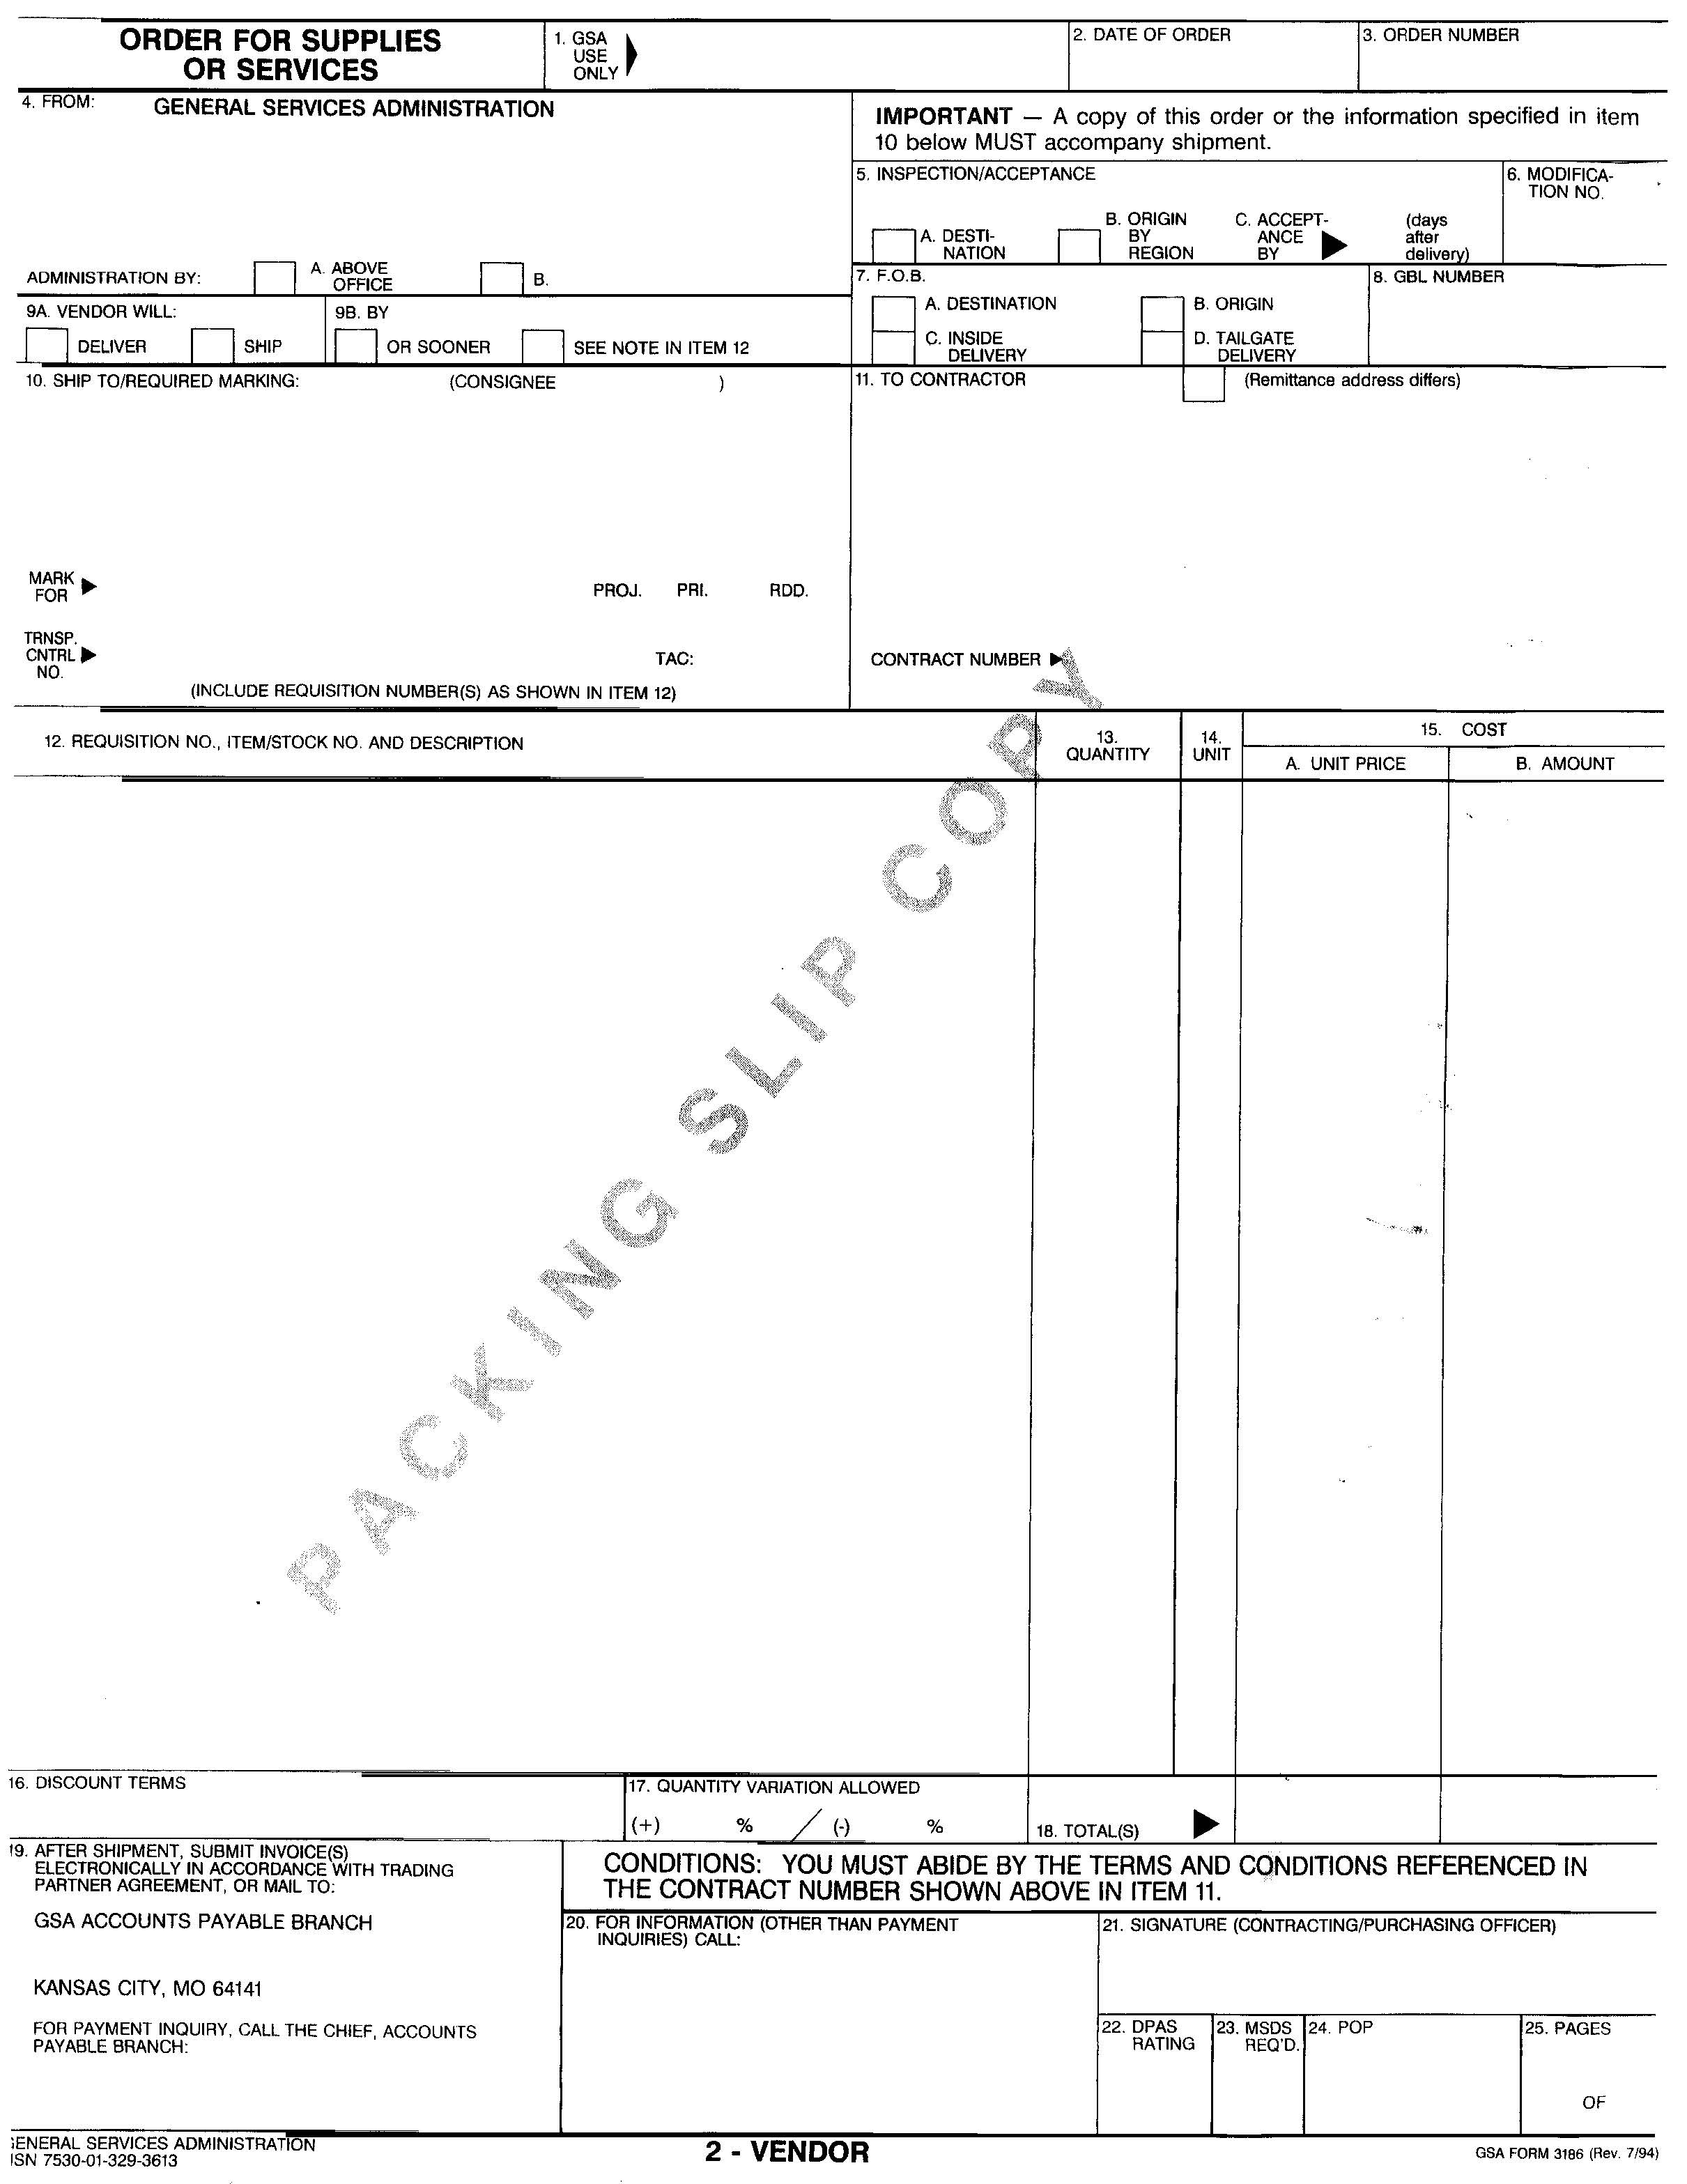 ORDER FOR SUPPLIES
OR SERVICES
1. GSA
USE
ONLY
2. DATE OF ORDER
3. ORDER NUMBER
4. FROM:
GENERAL SERVICES ADMINISTRATION
IMPORTANT — A copy of this order or the information specified in item
10 below MUST accompany shipment.
5. INSPECTION/ACCEPTANCE
A. DESTI-
NATION
B. ORIGIN
BY
REGION
C. ACCEPT-
ANCE
BY
(days
after
delivery)
6. MODIFICA-
TION NO.
ADMINISTRATION BY:
A. ABOVE
OFFICE
B.
7. F.O.B.
A. DESTINATION
B. ORIGIN
C. INSIDE
DELIVERY
D. TAILGATE
DELIVERY
8. GBL NUMBER
9A. VENDOR WILL:
DELIVER
SHIP
9B. BY
OR SOONER
SEE NOTE IN ITEM 12
10. SHIP TO/REQUIRED MARKING:
(CONSIGNEE )
11. TO CONTRACTOR
(Remittance address differs)
MARK
FOR
PROJ. PRI. RDD.
TRNSP.
CNTRL
NO.
TAC:
(INCLUDE REQUISITION NUMBER(S) AS SHOWN IN ITEM 12)
CONTRACT NUMBER
12. REQUISITION NO., ITEM/STOCK NO. AND DESCRIPTION
13.
QUANTITY
14.
UNIT
15. COST
A. UNIT PRICE
B. AMOUNT
PACKING SLIP COPY
16. DISCOUNT TERMS
17. QUANTITY VARIATION ALLOWED
(+) % / (-) %
18. TOTAL(S)
19. AFTER SHIPMENT, SUBMIT INVOICE(S)
ELECTRONICALLY IN ACCORDANCE WITH TRADING
PARTNER AGREEMENT, OR MAIL TO:
GSA ACCOUNTS PAYABLE BRANCH
KANSAS CITY, MO 64141
FOR PAYMENT INQUIRY, CALL THE CHIEF, ACCOUNTS
PAYABLE BRANCH:
CONDITIONS: YOU MUST ABIDE BY THE TERMS AND CONDITIONS REFERENCED IN
THE CONTRACT NUMBER SHOWN ABOVE IN ITEM 11.
20. FOR INFORMATION (OTHER THAN PAYMENT
INQUIRIES) CALL:
21. SIGNATURE (CONTRACTING/PURCHASING OFFICER)
22. DPAS
RATING
23. MSDS
REQ'D.
24. POP
25. PAGES
OF
GENERAL SERVICES ADMINISTRATION
ISN 7530-01-329-3613
2 - VENDOR
GSA FORM 3186 (Rev. 7/94)